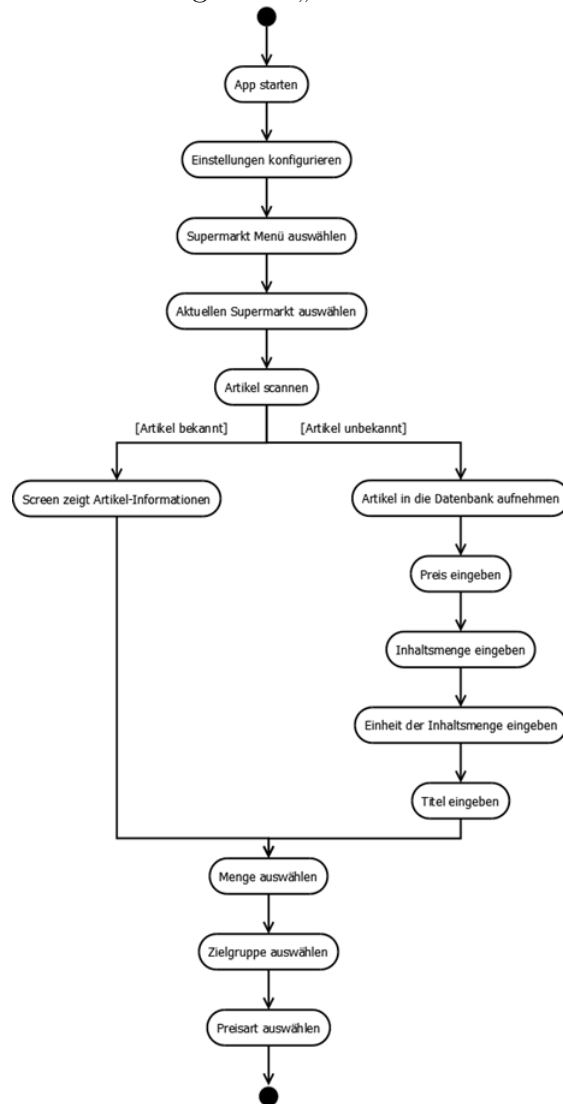 App starten
Einstellungen konfigurieren
Supermarkt Menü auswählen
Aktuellen Supermarkt auswählen
Artikel scannen
[Artikel bekannt]
[Artikel unbekannt]
Screen zeigt Artikel-Informationen
Artikel in die Datenbank aufnehmen
Preis eingeben
Inhaltsmenge eingeben
Einheit der Inhaltsmenge eingeben
Titel eingeben
Menge auswählen
Zielgruppe auswählen
Preisart auswählen